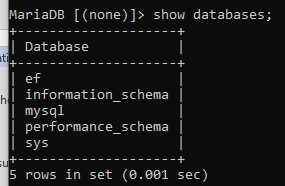 MariaDB [(none)]> show databases;
+--------------------+
| Database           |
+--------------------+
| ef                 |
| information_schema |
| mysql              |
| performance_schema |
| sys                |
+--------------------+
5 rows in set (0.001 sec)